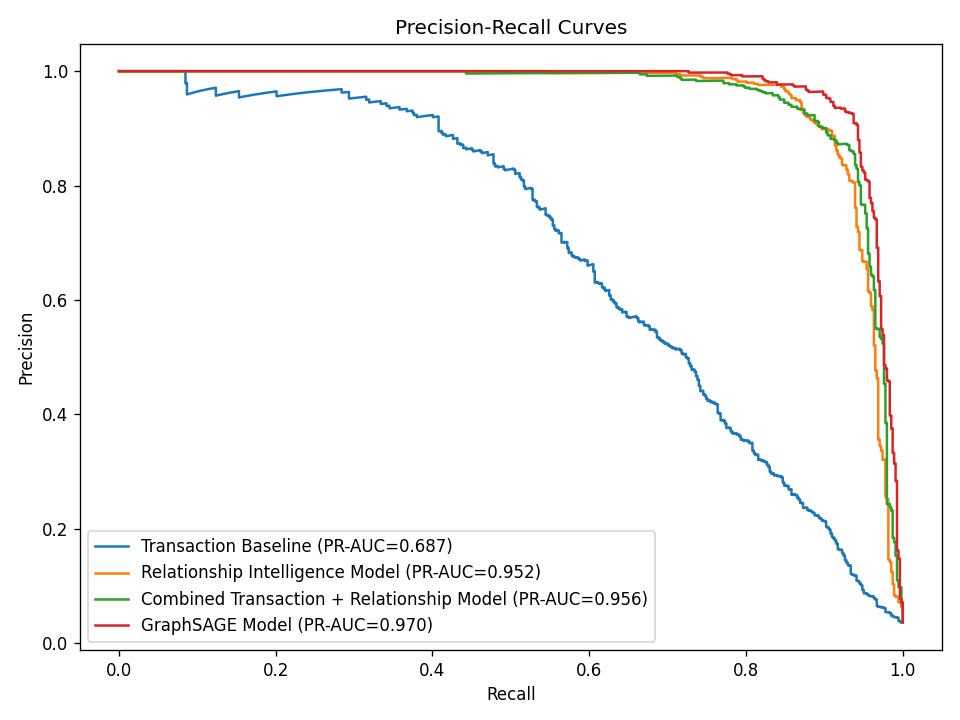 Precision-Recall Curves
1.0
0.8
0.6
0.4
0.2
0.0
Precision
Transaction Baseline (PR-AUC=0.687)
Relationship Intelligence Model (PR-AUC=0.952)
Combined Transaction + Relationship Model (PR-AUC=0.956)
GraphSAGE Model (PR-AUC=0.970)
0.0 0.2 0.4 0.6 0.8 1.0
Recall